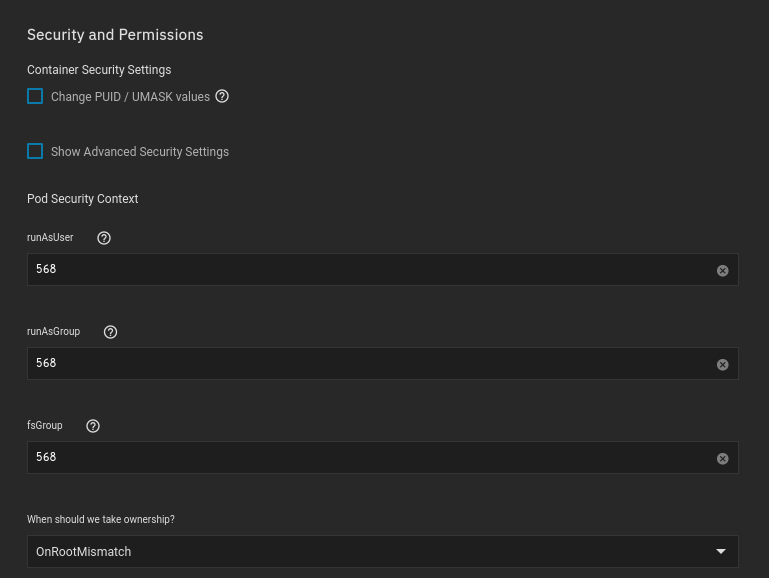 Security and Permissions
Container Security Settings
Change PUID / UMASK values
Show Advanced Security Settings
Pod Security Context
runAsUser
568
runAsGroup
568
fsGroup
568
When should we take ownership?
OnRootMismatch